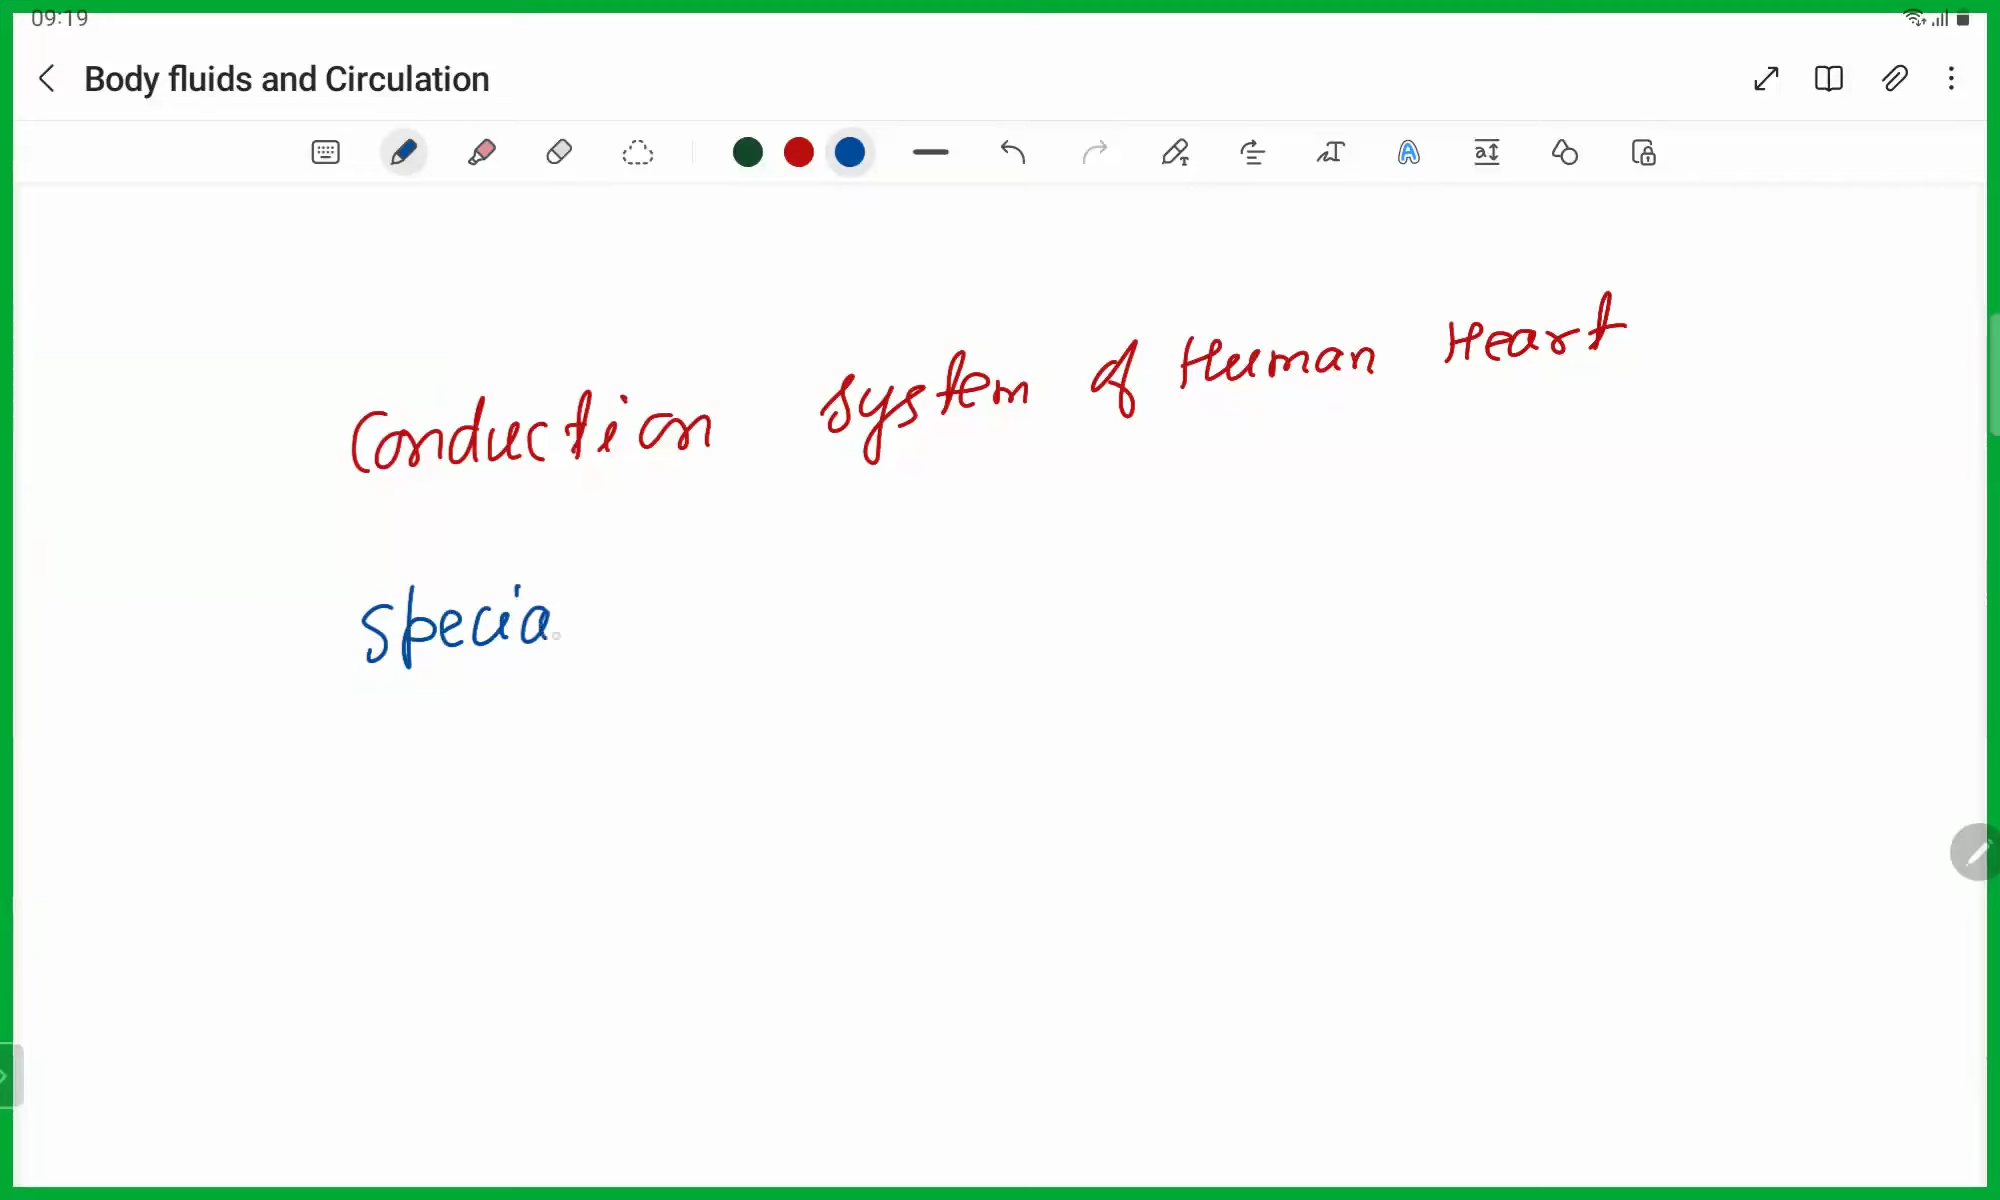 09:19
Body fluids and Circulation
Conduction system of Human Heart
specia